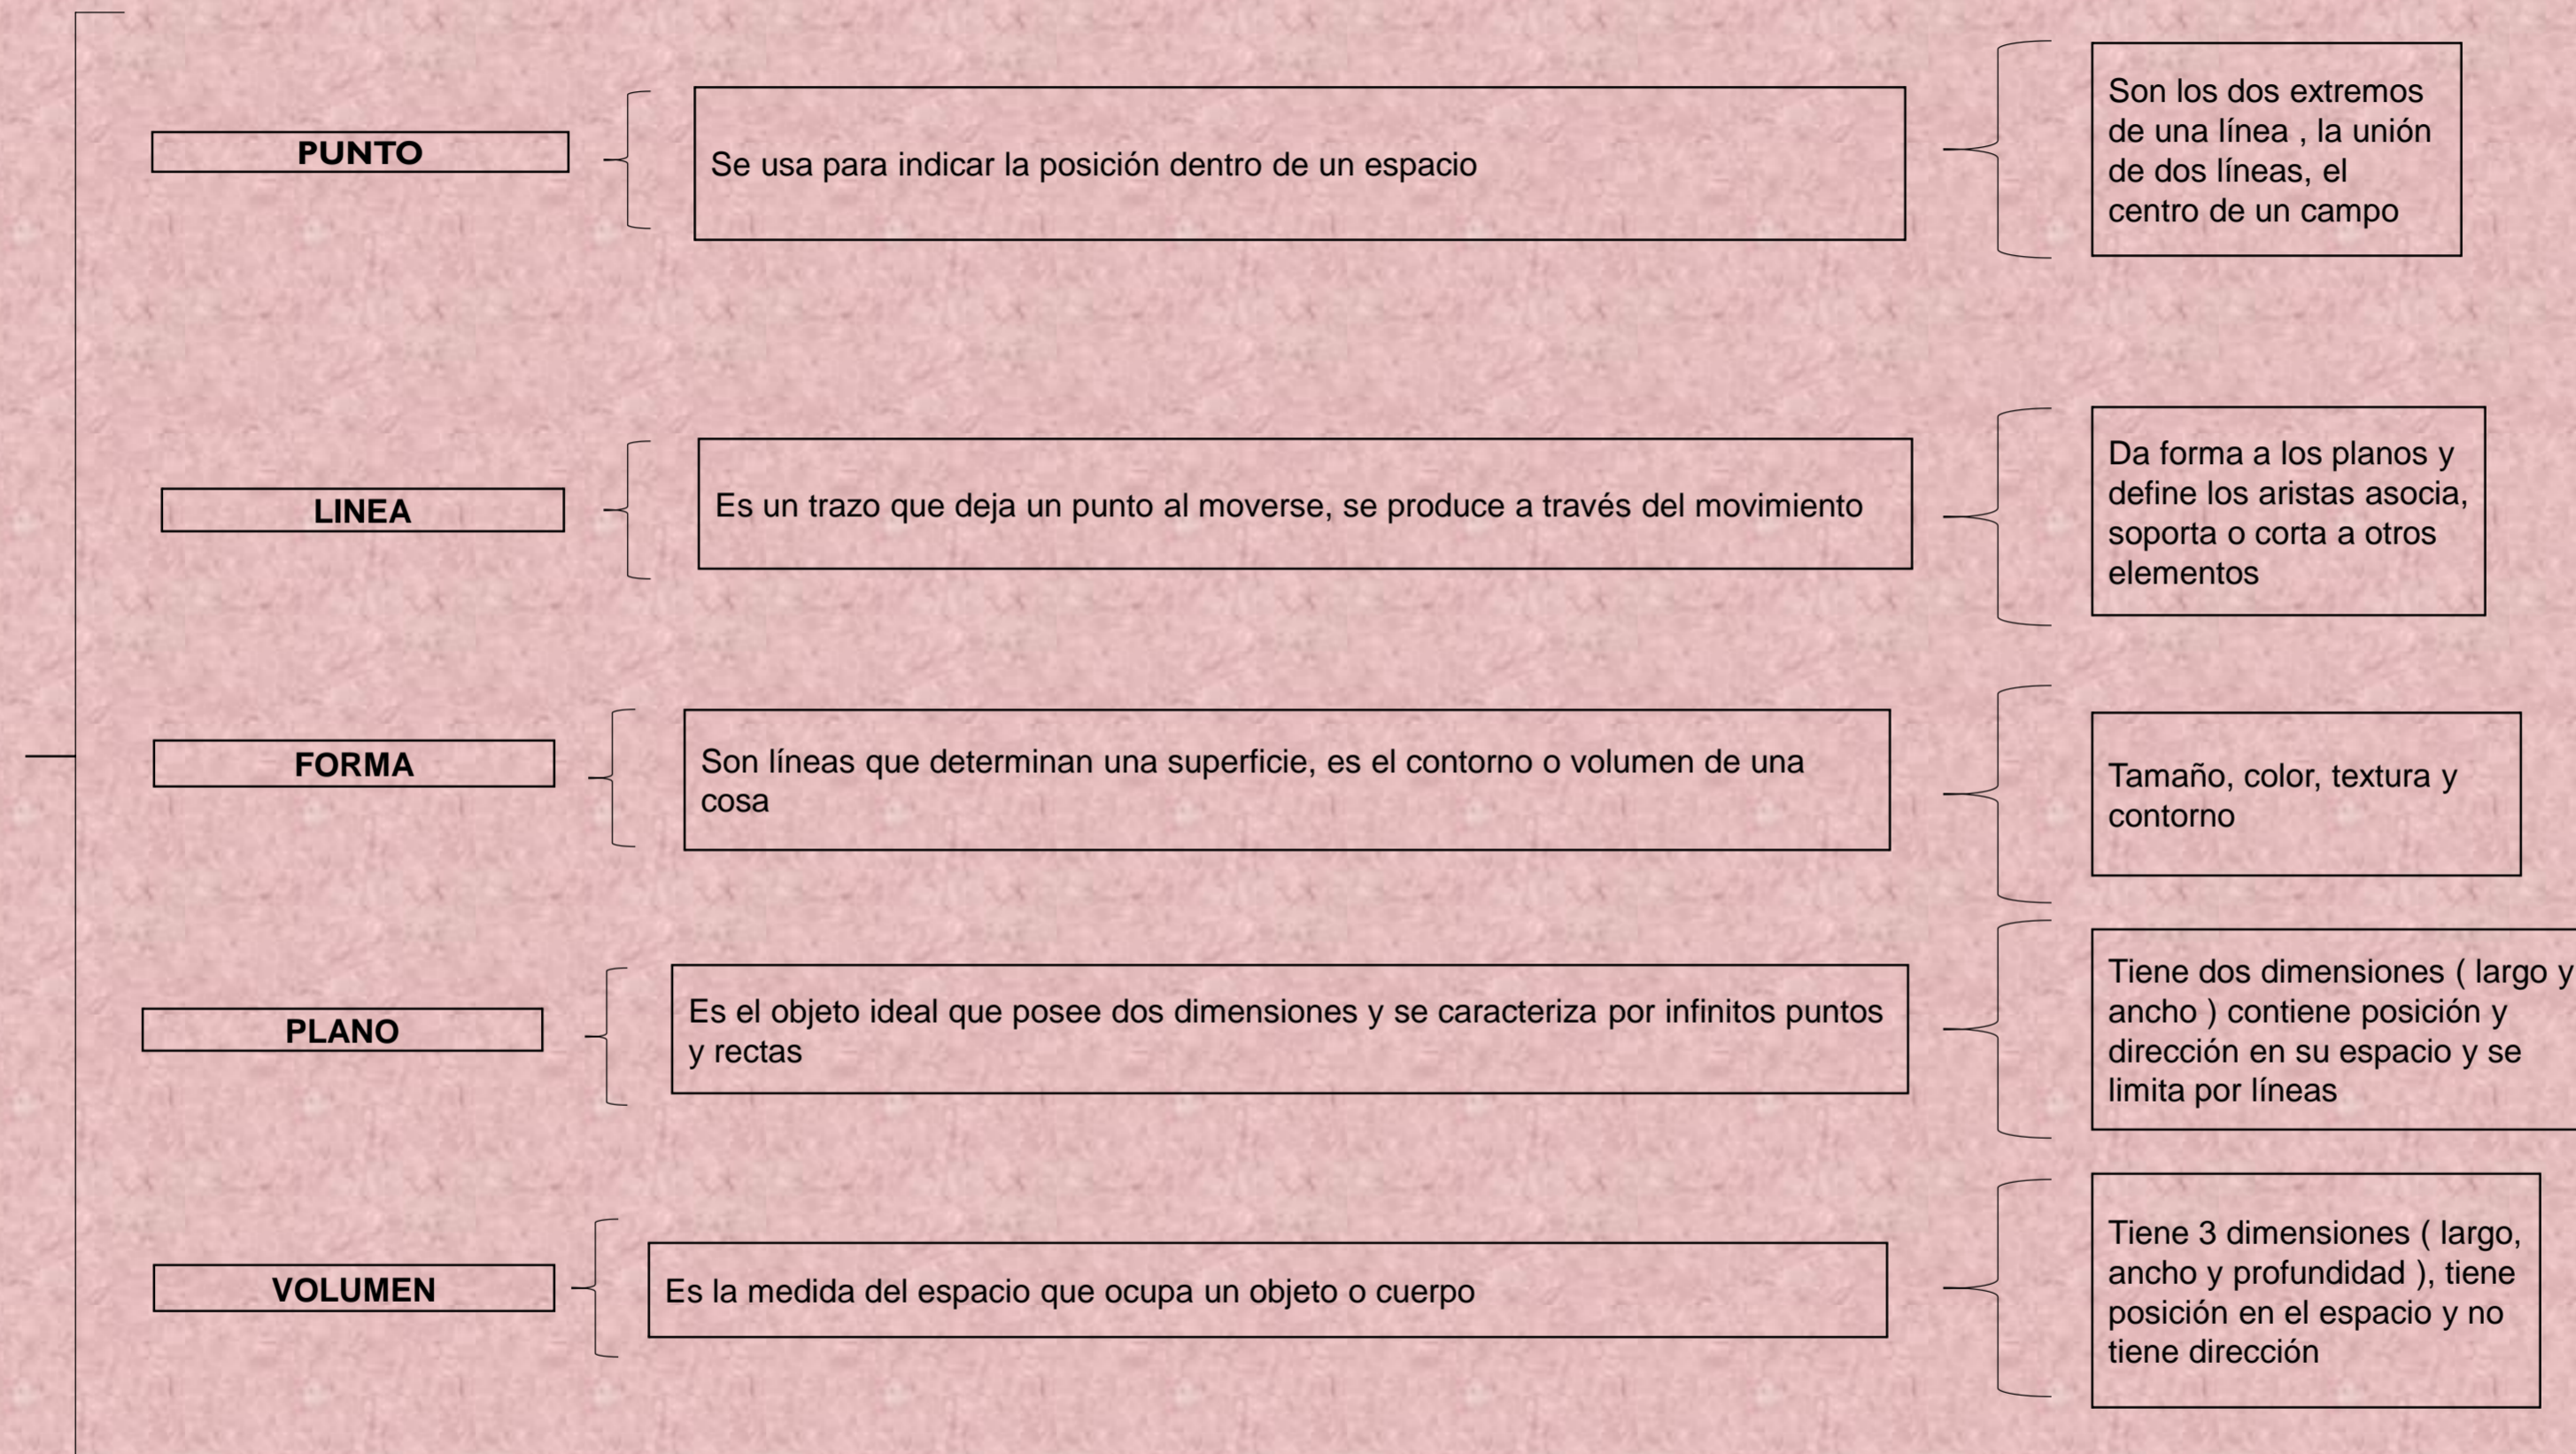 PUNTO
Se usa para indicar la posición dentro de un espacio
Son los dos extremos
de una línea , la unión
de dos líneas, el
centro de un campo
LINEA
Es un trazo que deja un punto al moverse, se produce a través del movimiento
Da forma a los planos y
define los aristas asocia,
soporta o corta a otros
elementos
FORMA
Son líneas que determinan una superficie, es el contorno o volumen de una
cosa
Tamaño, color, textura y
contorno
PLANO
Es el objeto ideal que posee dos dimensiones y se caracteriza por infinitos puntos
y rectas
Tiene dos dimensiones ( largo y
ancho ) contiene posición y
dirección en su espacio y se
limita por líneas
VOLUMEN
Es la medida del espacio que ocupa un objeto o cuerpo
Tiene 3 dimensiones ( largo,
ancho y profundidad ), tiene
posición en el espacio y no
tiene dirección